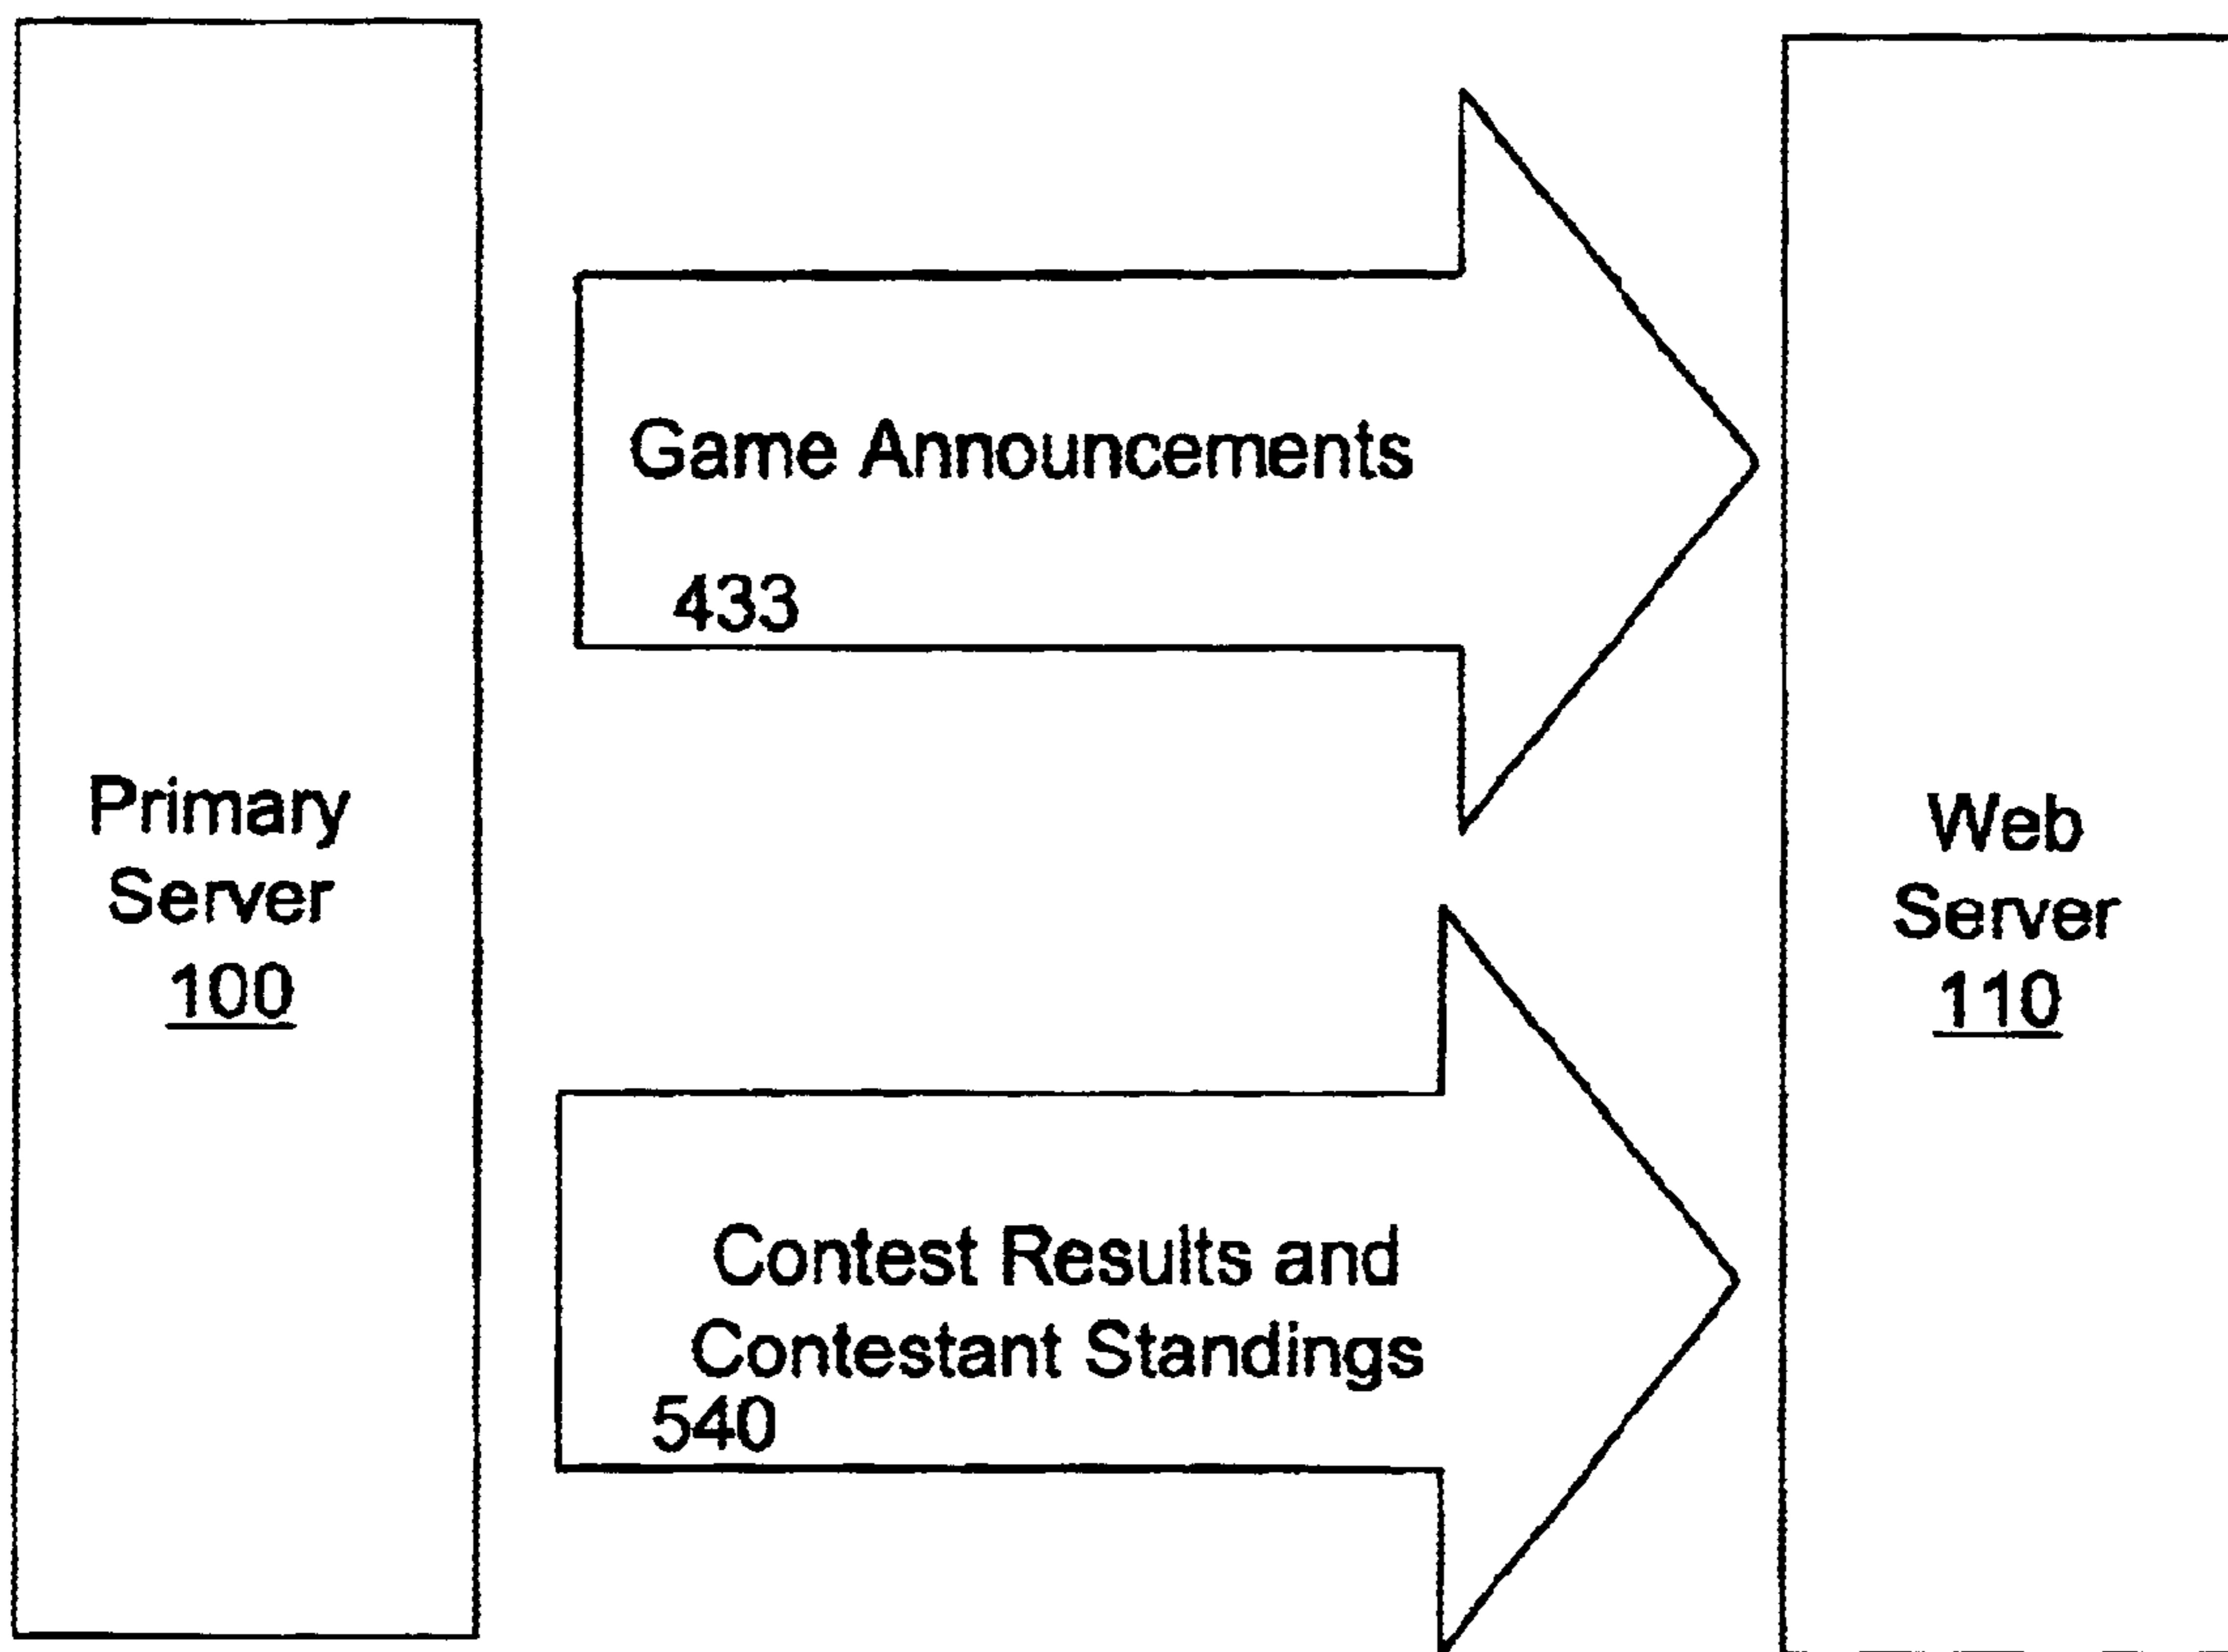 Game Announcements
433
Primary
Server
100
Web
Server
110
Contest Results and
Contestant Standings
540